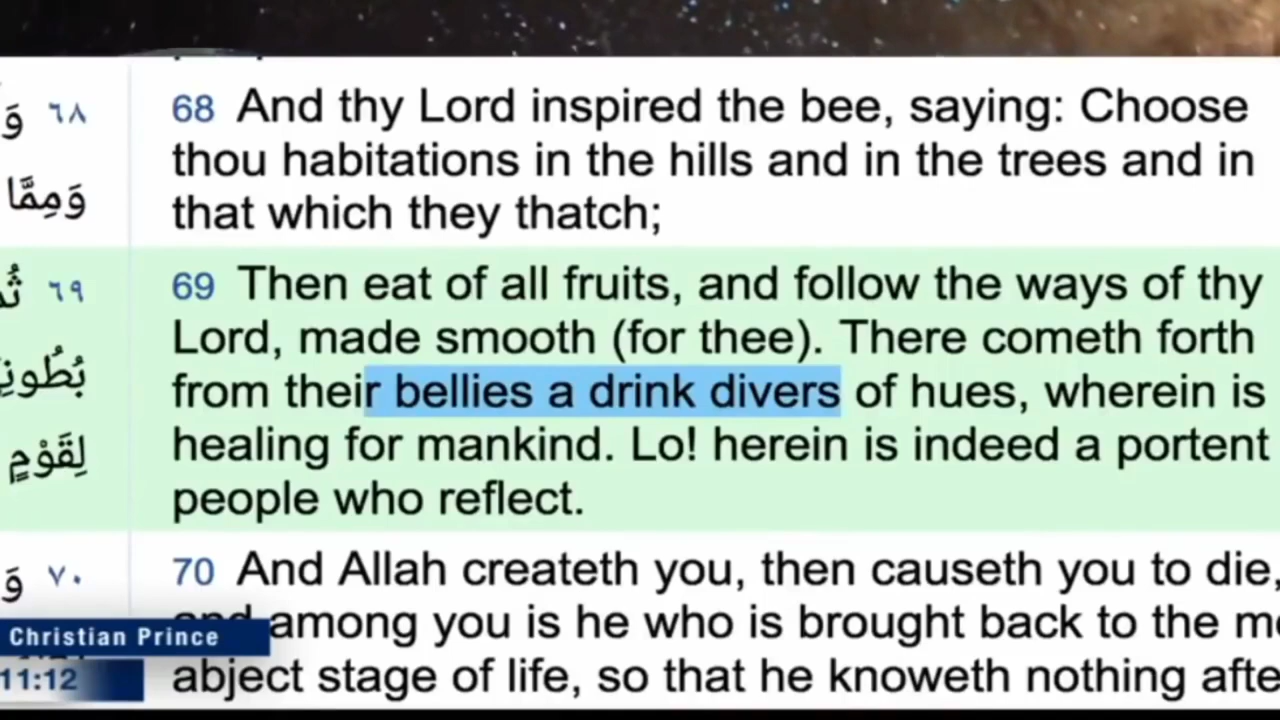 ٦٨ وَ
68 And thy Lord inspired the bee, saying: Choose
thou habitations in the hills and in the trees and in
وَمِمَّا
that which they thatch;
٦٩
69 Then eat of all fruits, and follow the ways of thy
Lord, made smooth (for thee). There cometh forth
from their bellies a drink divers of hues, wherein is
healing for mankind. Lo! herein is indeed a portent
لِقَوْمٍ
people who reflect.
٧٠ وَ
70 And Allah createth you, then causeth you to die,
and among you is he who is brought back to the
abject stage of life, so that he knoweth nothing
Christian Prince
11:12